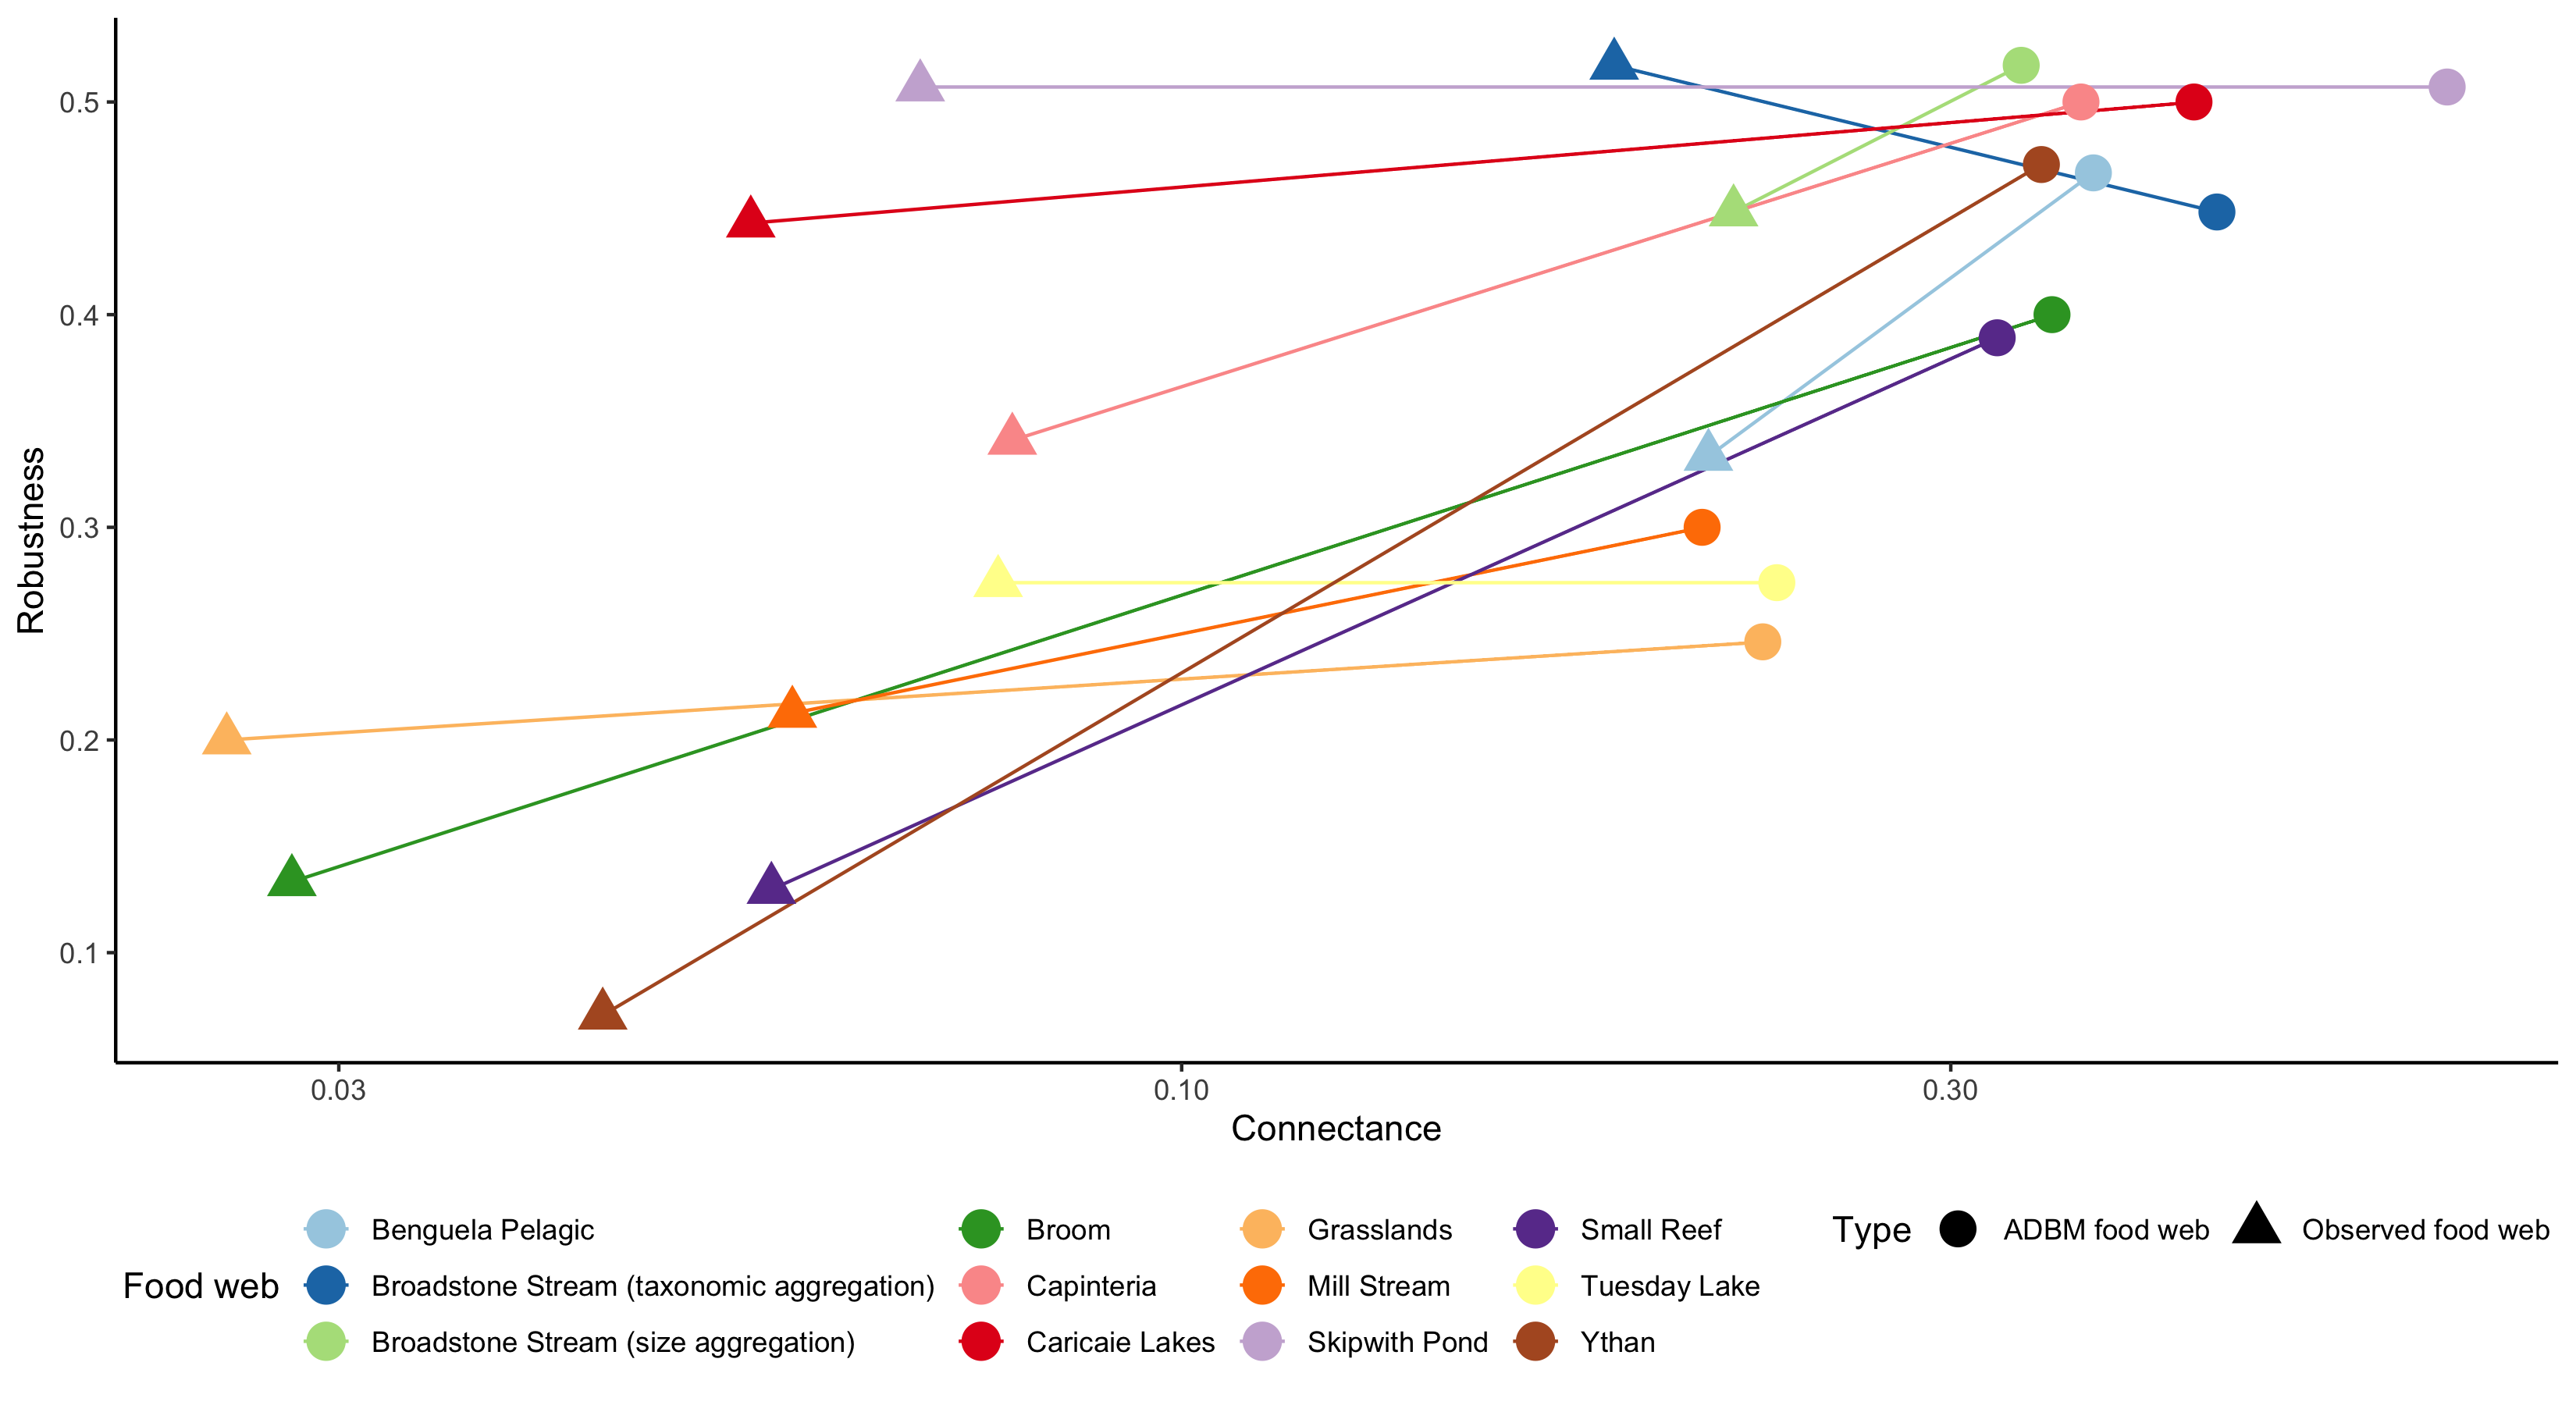 Robustness
0.5
0.4
0.3
0.2
0.1
0.03 0.10 0.30
Connectance
Food web
Benguela Pelagic
Broadstone Stream (taxonomic aggregation)
Broadstone Stream (size aggregation)
Broom
Capinteria
Caricaie Lakes
Grasslands
Mill Stream
Skipwith Pond
Small Reef
Tuesday Lake
Ythan
Type
ADBM food web
Observed food web